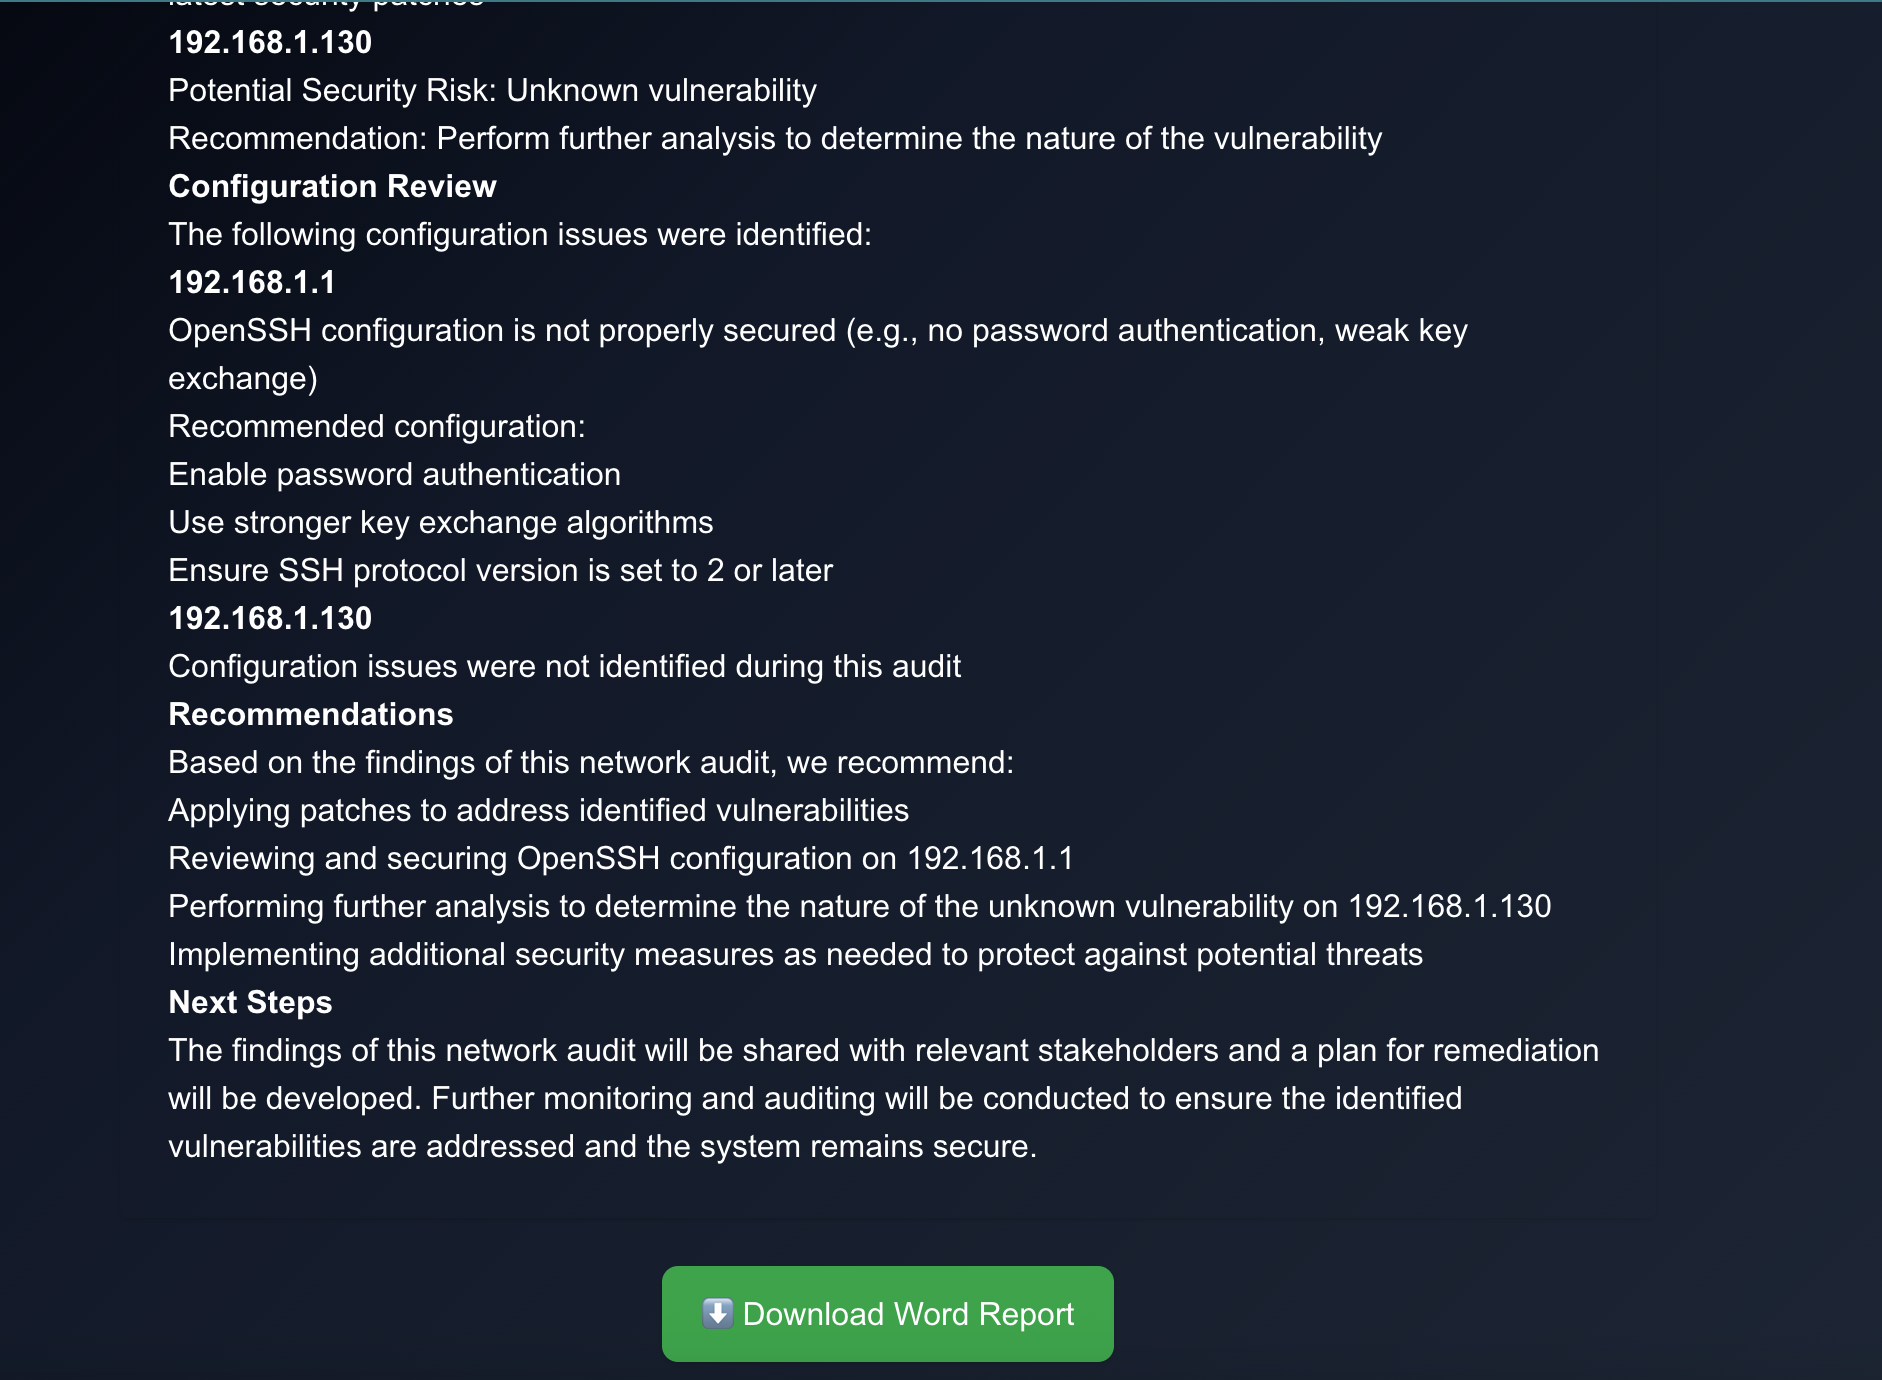 latest security patches
192.168.1.130
Potential Security Risk: Unknown vulnerability
Recommendation: Perform further analysis to determine the nature of the vulnerability
Configuration Review
The following configuration issues were identified:
192.168.1.1
OpenSSH configuration is not properly secured (e.g., no password authentication, weak key
exchange)
Recommended configuration:
Enable password authentication
Use stronger key exchange algorithms
Ensure SSH protocol version is set to 2 or later
192.168.1.130
Configuration issues were not identified during this audit
Recommendations
Based on the findings of this network audit, we recommend:
Applying patches to address identified vulnerabilities
Reviewing and securing OpenSSH configuration on 192.168.1.1
Performing further analysis to determine the nature of the unknown vulnerability on 192.168.1.130
Implementing additional security measures as needed to protect against potential threats
Next Steps
The findings of this network audit will be shared with relevant stakeholders and a plan for remediation
will be developed. Further monitoring and auditing will be conducted to ensure the identified
vulnerabilities are addressed and the system remains secure.
Download Word Report